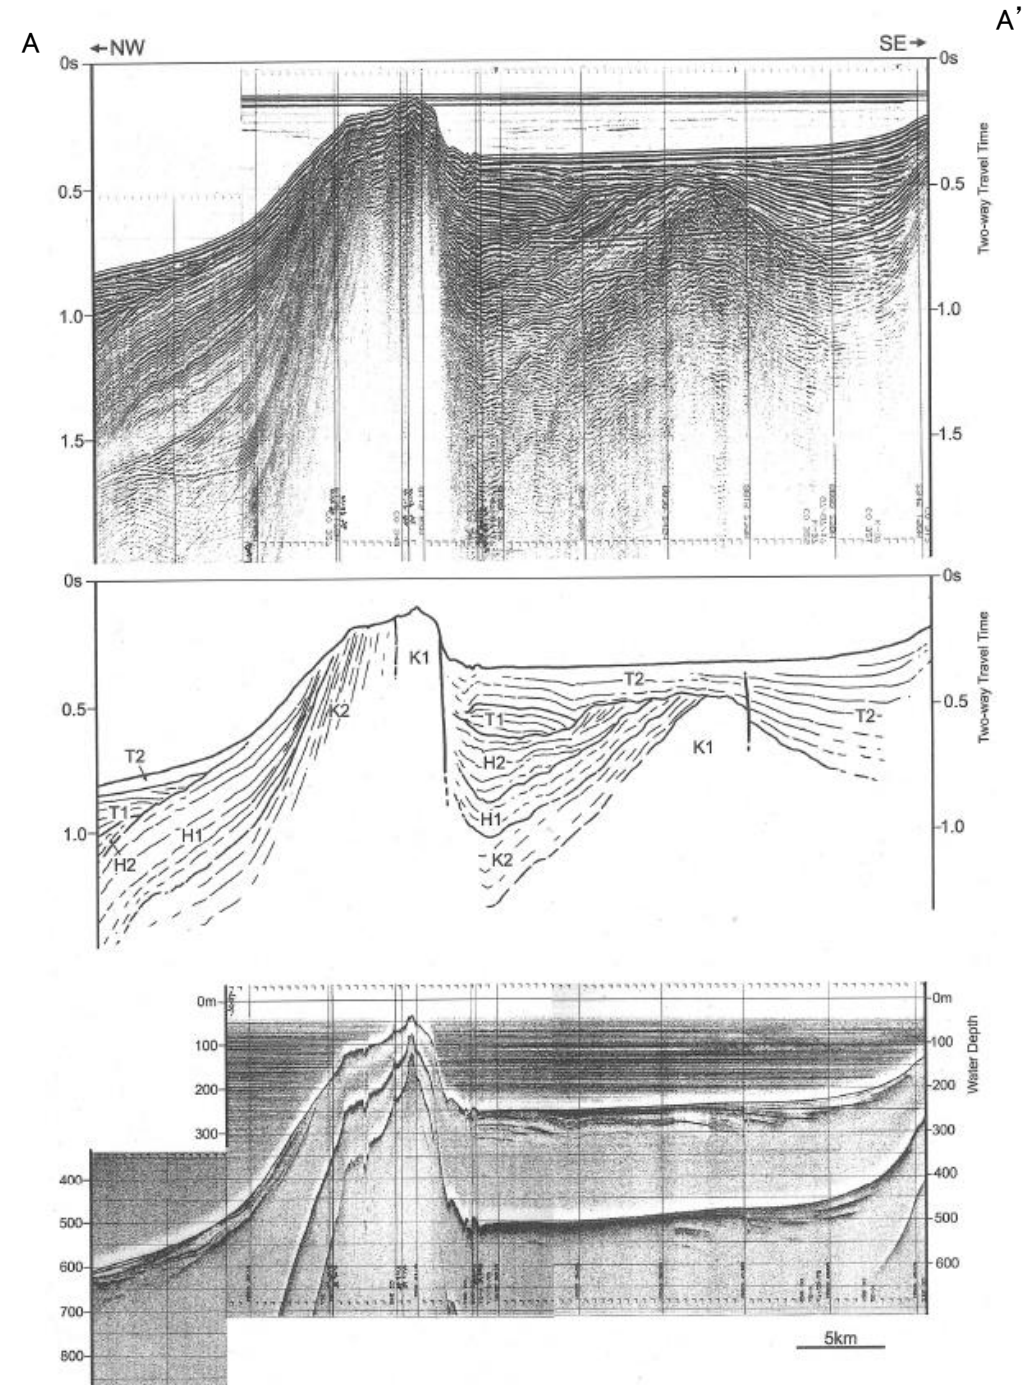 A
A’
←NW
SE→
0s
0s
0.5
0.5
1.0
1.0
1.5
1.5
Two-way Travel Time
0s
0s
K1
K2
T2
T1
T2-
0.5
0.5
H2
K1
T2
T1
H1
H1
1.0
1.0
H2
K2
Two-way Travel Time
0m
0m
100
100
200
200
300
300
400
400
500
500
600
600
700
800
Water Depth
5km